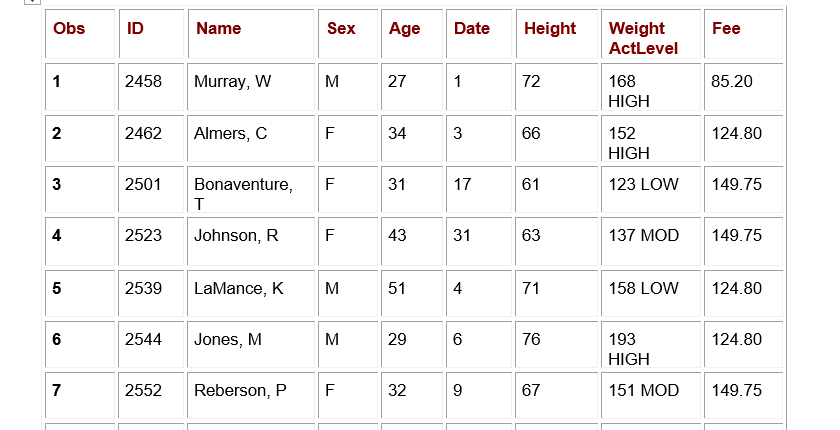 Obs ID Name Sex Age Date Height Weight ActLevel Fee
1 2458 Murray, W M 27 1 72 168 HIGH 85.20
2 2462 Almers, C F 34 3 66 152 HIGH 124.80
3 2501 Bonaventure, T F 31 17 61 123 LOW 149.75
4 2523 Johnson, R F 43 31 63 137 MOD 149.75
5 2539 LaMance, K M 51 4 71 158 LOW 124.80
6 2544 Jones, M M 29 6 76 193 HIGH 124.80
7 2552 Reberson, P F 32 9 67 151 MOD 149.75